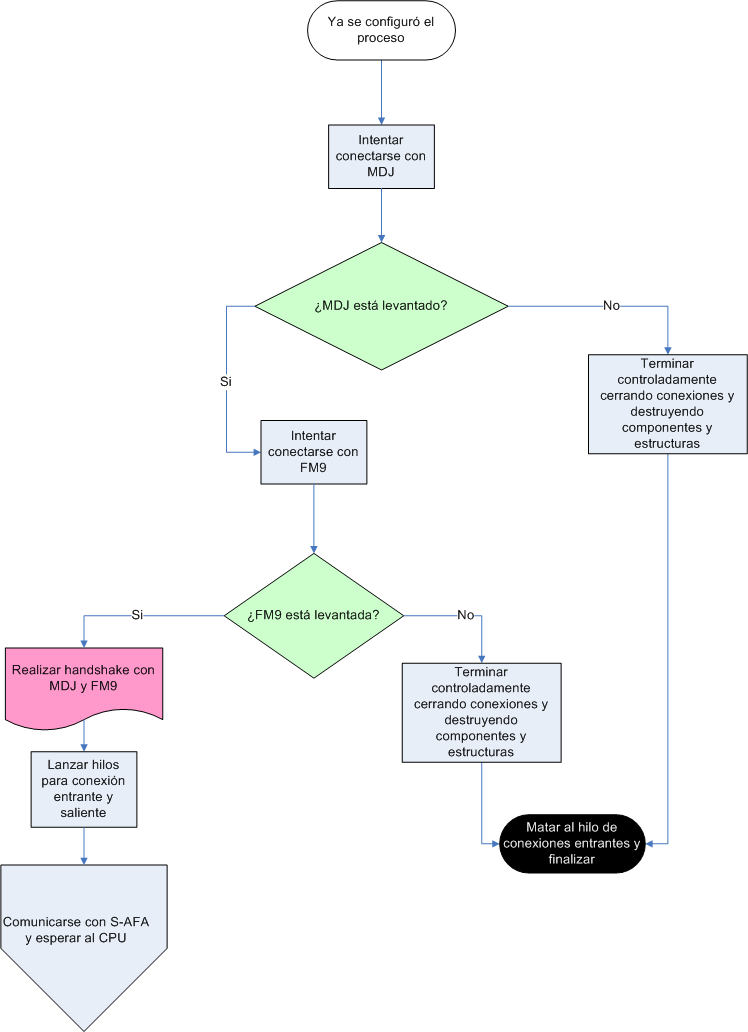 Ya se configuró el
proceso
Intentar
conectarse con
MDJ
¿MDJ está levantado?
No
Si
Terminar
controladamente
cerrando conexiones y
destruyendo
componentes y
estructuras
Intentar
conectarse con
FM9
¿FM9 está levantada?
Si
No
Realizar handshake con
MDJ y FM9
Terminar
controladamente
cerrando conexiones y
destruyendo
componentes y
estructuras
Lanzar hilos
para conexión
entrante y
saliente
Matar al hilo de
conexiones entrantes y
finalizar
Comunicarse con S-AFA
y esperar al CPU